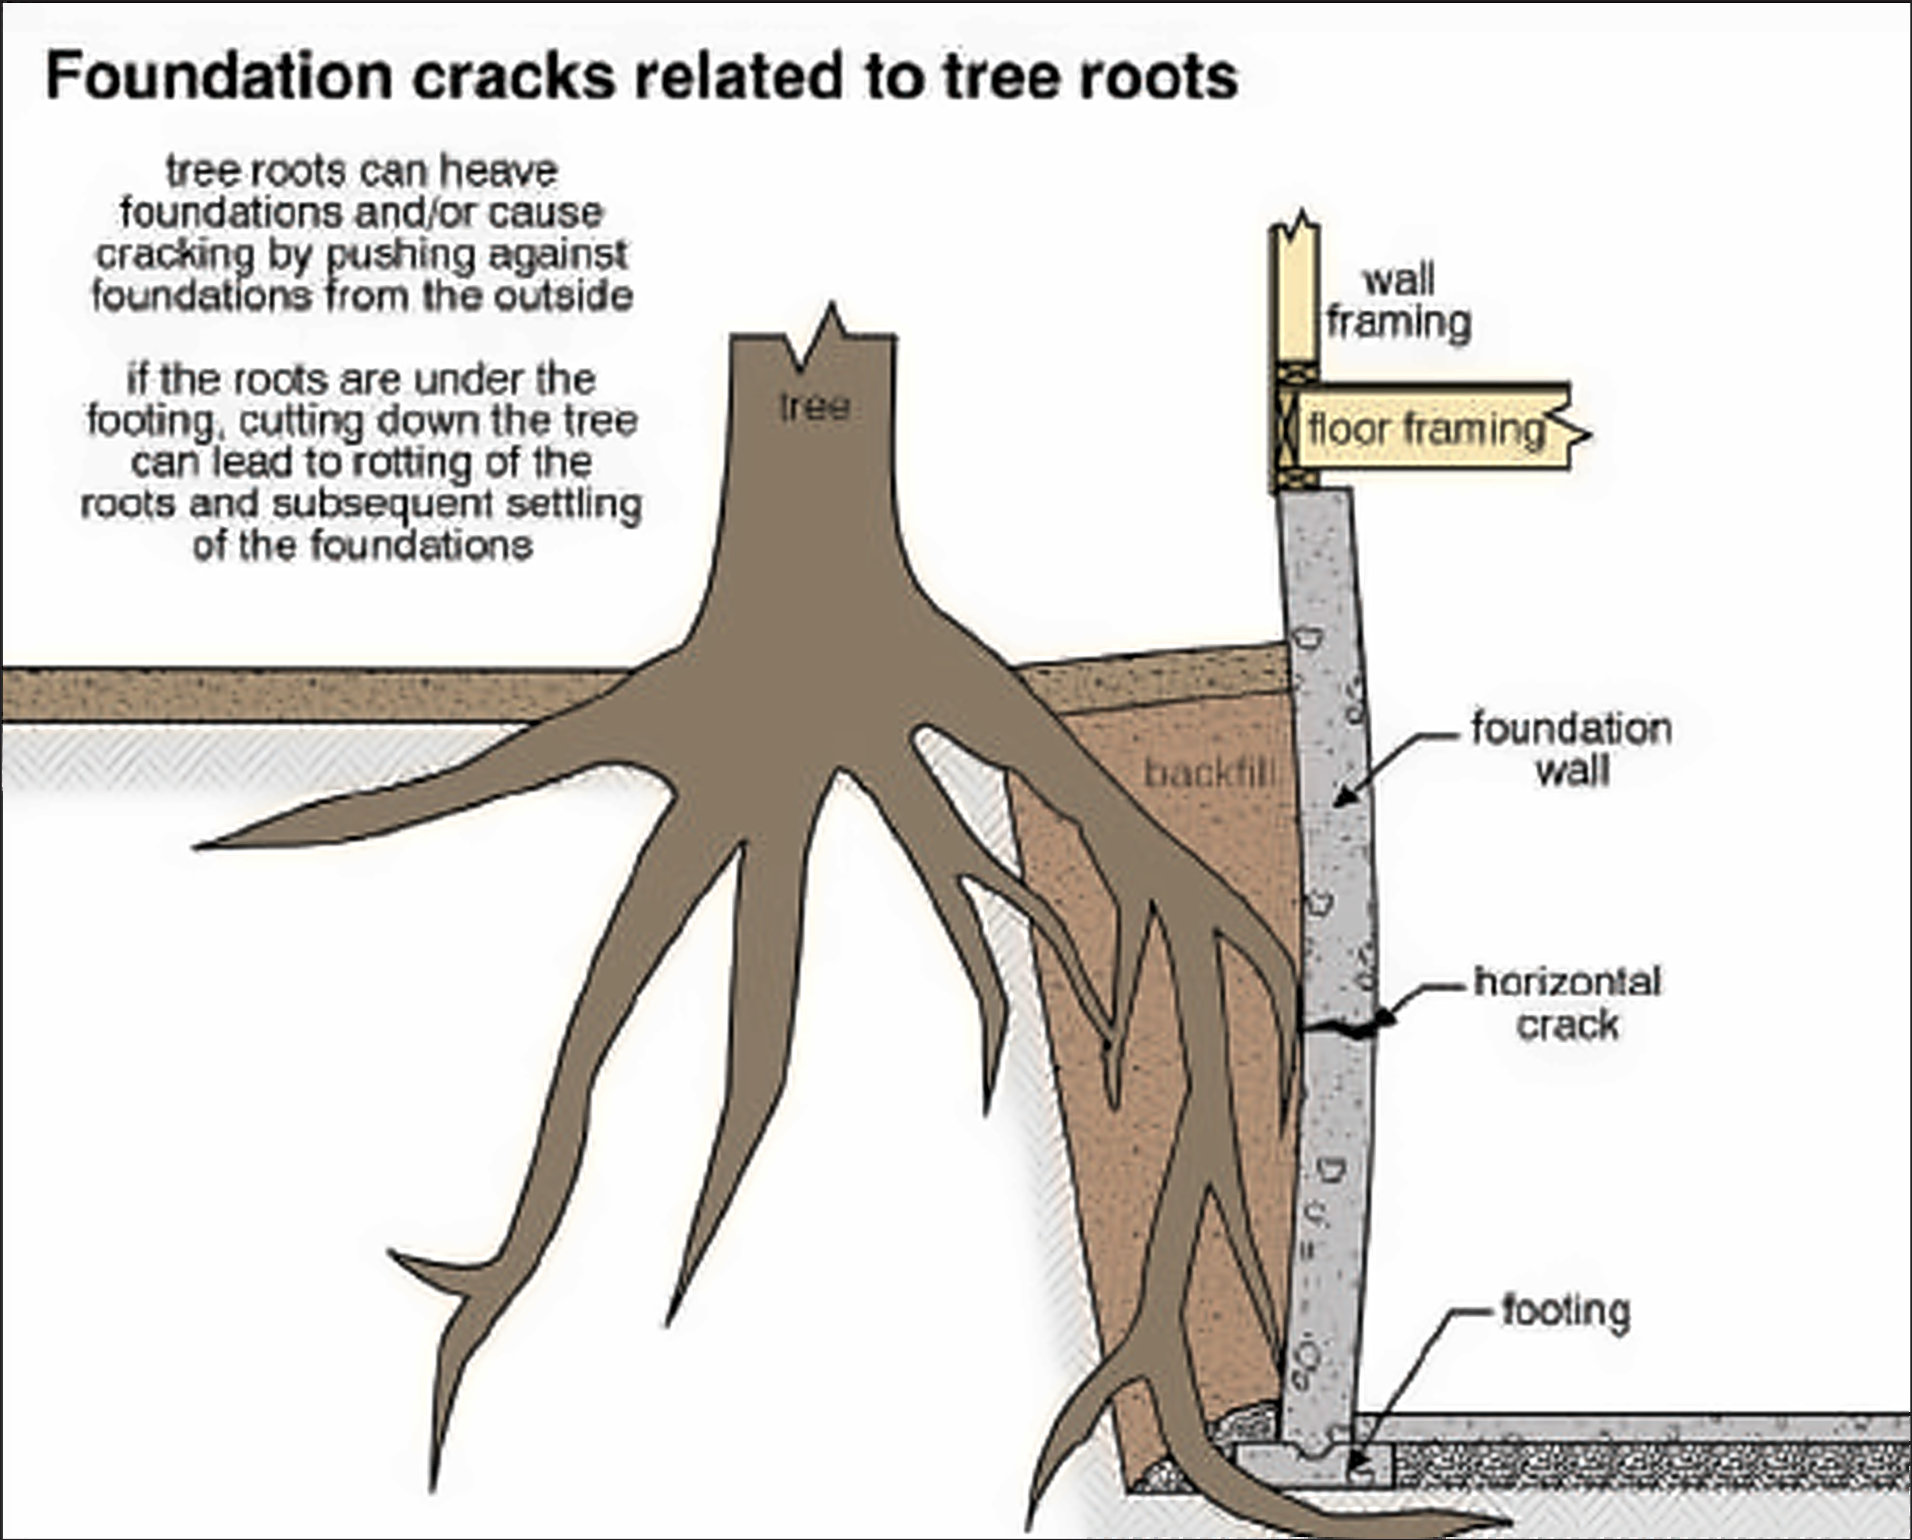 Foundation cracks related to tree roots
tree roots can heave
foundations and/or cause
cracking by pushing against
foundations from the outside
if the roots are under the
footing, cutting down the tree
can lead to rotting of the
roots and subsequent settling
of the foundations
tree
wall
framing
floor framing
foundation
wall
backfill
horizontal
crack
footing